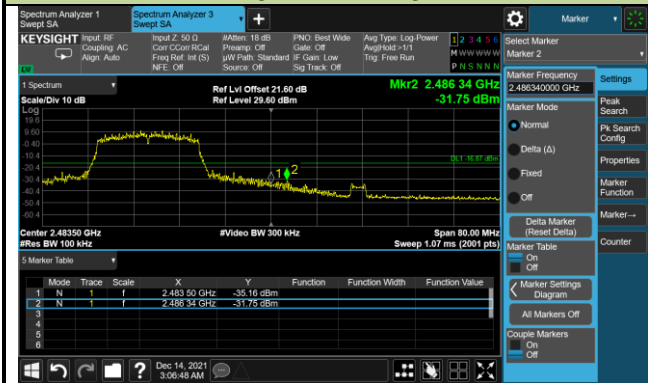 Spectrum Analyzer 1
Swept SA
Spectrum Analyzer 3
Swept SA
+
Marker
KEYSIGHT
Input: RF
Coupling: AC
Align: Auto
Input Z: 50 Ω
Corr CCorr RCal
Freq Ref: Int (S)
NFE: Off
#Atten: 18 dB
Preamp: Off
µW Path: Standard
Source: Off
PNO: Best Wide
Gate: Off
IF Gain: Low
Sig Track: Off
Avg Type: Log-Power
Avg|Hold:>1/1
Trig: Free Run
1 2 3 4 5 6
M W W W W W
P N S N N N
LXI
Select Marker
Marker 2
1 Spectrum
Scale/Div 10 dB
Log
Ref Lvl Offset 21.60 dB
Ref Level 29.60 dBm
Mkr2 2.486 34 GHz
-31.75 dBm
19.6
9.60
-0.40
-10.4
-20.4
-30.4
-40.4
-50.4
-60.4
DL1 -16.87 dBm
1
2
Center 2.48350 GHz
#Res BW 100 kHz
#Video BW 300 kHz
Span 80.00 MHz
Sweep 1.07 ms (2001 pts)
5 Marker Table
Mode Trace Scale X Y Function Function Width Function Value
1 N 1 f 2.483 50 GHz -35.16 dBm
2 N 1 f 2.486 34 GHz -31.75 dBm
3
4
5
6
Marker Frequency
2.486340000 GHz
Marker Mode
Normal
Delta (Δ)
Fixed
Off
Delta Marker
(Reset Delta)
Marker Table
On
Off
Marker Settings
Diagram
All Markers Off
Couple Markers
On
Off
Settings
Peak
Search
Pk Search
Config
Properties
Marker
Function
Marker→
Counter
?
Dec 14, 2021
3:06:48 AM